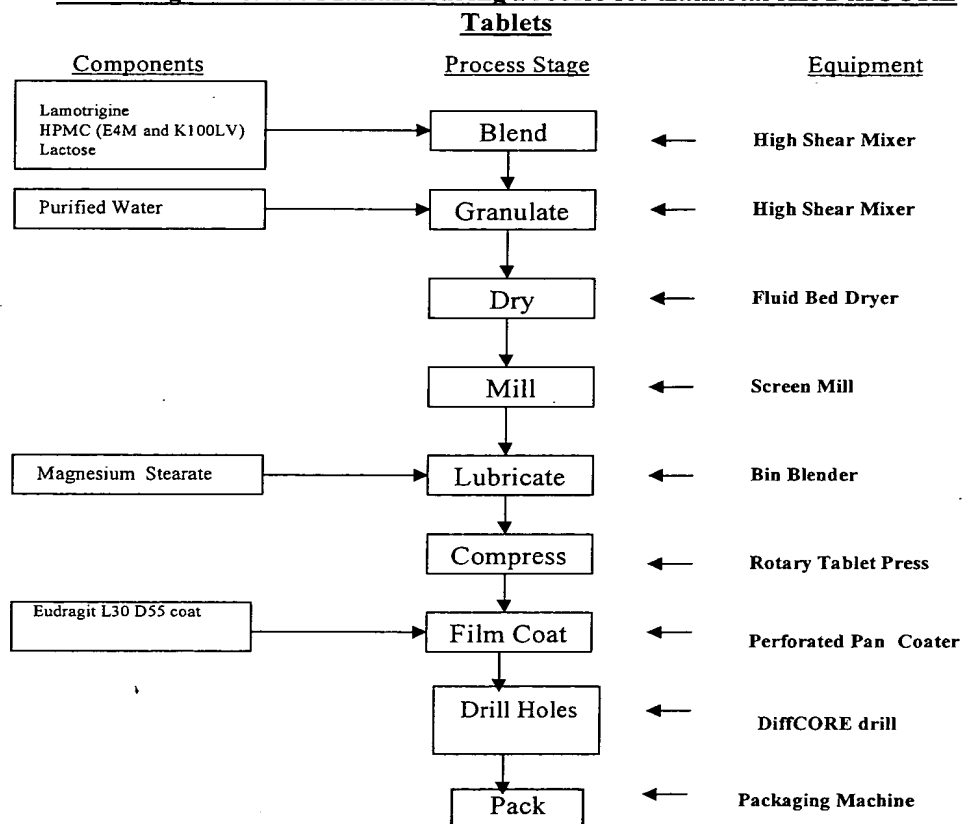 Tablets
Components Process Stage Equipment
Lamotrigine
HPMC (E4M and K100LV)
Lactose
Blend
High Shear Mixer
Purified Water
Granulate
High Shear Mixer
Dry
Fluid Bed Dryer
Mill
Screen Mill
Magnesium Stearate
Lubricate
Bin Blender
Compress
Rotary Tablet Press
Eudragit L30 D55 coat
Film Coat
Perforated Pan Coater
Drill Holes
DiffCORE drill
Pack
Packaging Machine